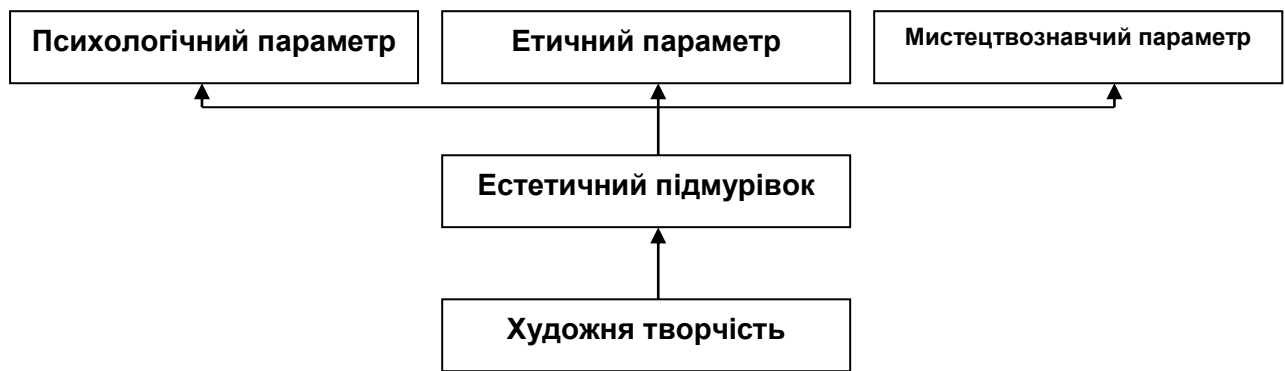 Психологічний параметр
Етичний параметр
Мистецтвознавчий параметр
Естетичний підмурівок
Художня творчість